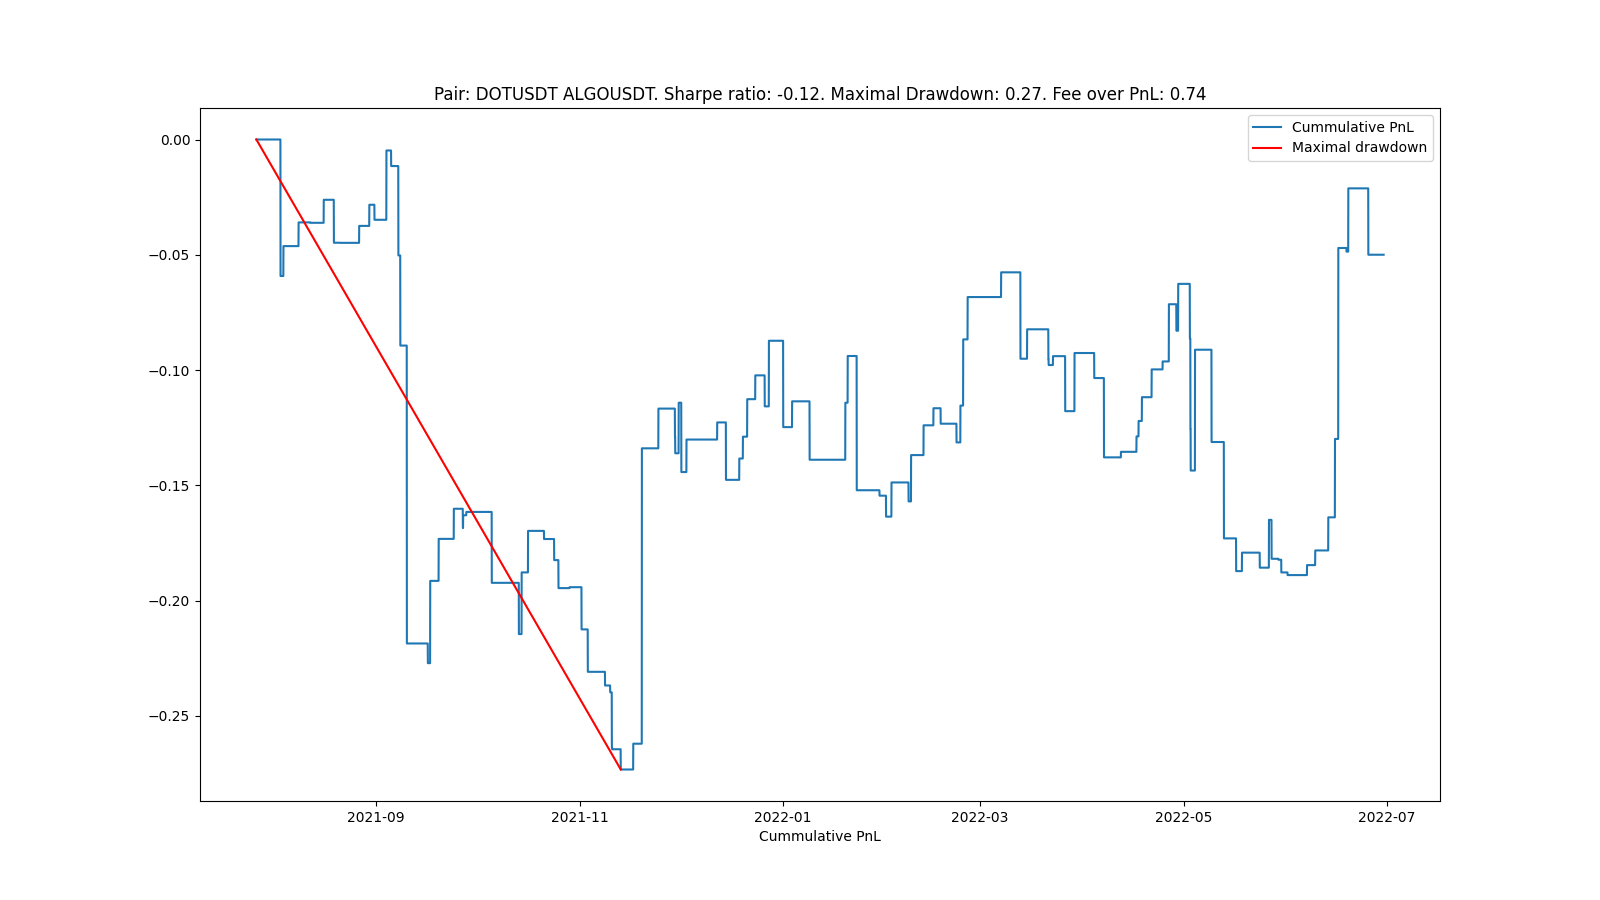 Pair: DOTUSDT ALGOUSDT. Sharpe ratio: -0.12. Maximal Drawdown: 0.27. Fee over PnL: 0.74
Cummulative PnL
Maximal drawdown
0.00
−0.05
−0.10
−0.15
−0.20
−0.25
2021-09 2021-11 2022-01 2022-03 2022-05 2022-07
Cummulative PnL